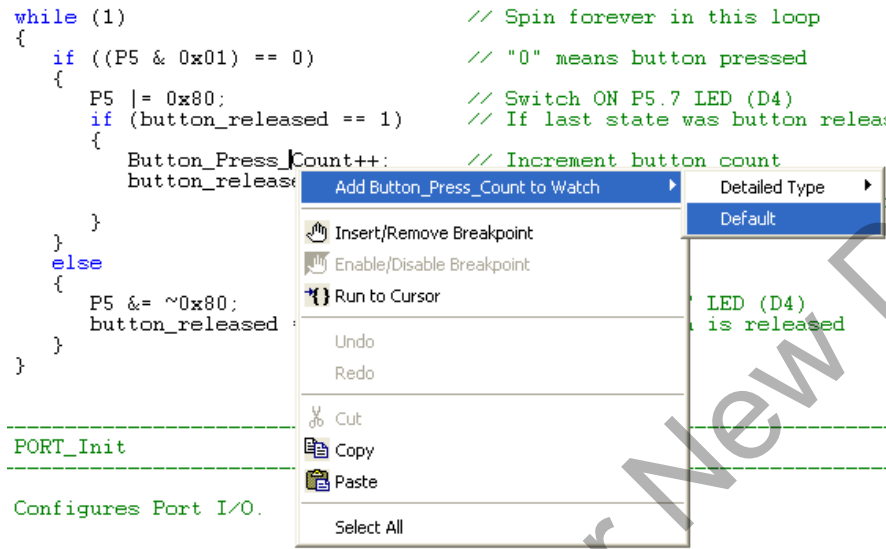 while (1) // Spin forever in this loop
{
if ((P5 & 0x01) == 0) // "0" means button pressed
{
P5 |= 0x80; // Switch ON P5.7 LED (D4)
if (button_released == 1) // If last state was button relea
{
Button_Press_Count++; // Increment button count
button_release
Add Button_Press_Count to Watch
Detailed Type
Default
}
Insert/Remove Breakpoint
}
Enable/Disable Breakpoint
else
{
Run to Cursor
P5 &= ~0x80; LED (D4)
button_released is released
}
Undo
}
Redo
Cut
PORT_Init
Copy
Paste
Configures Port I/O.
Select All
r New D